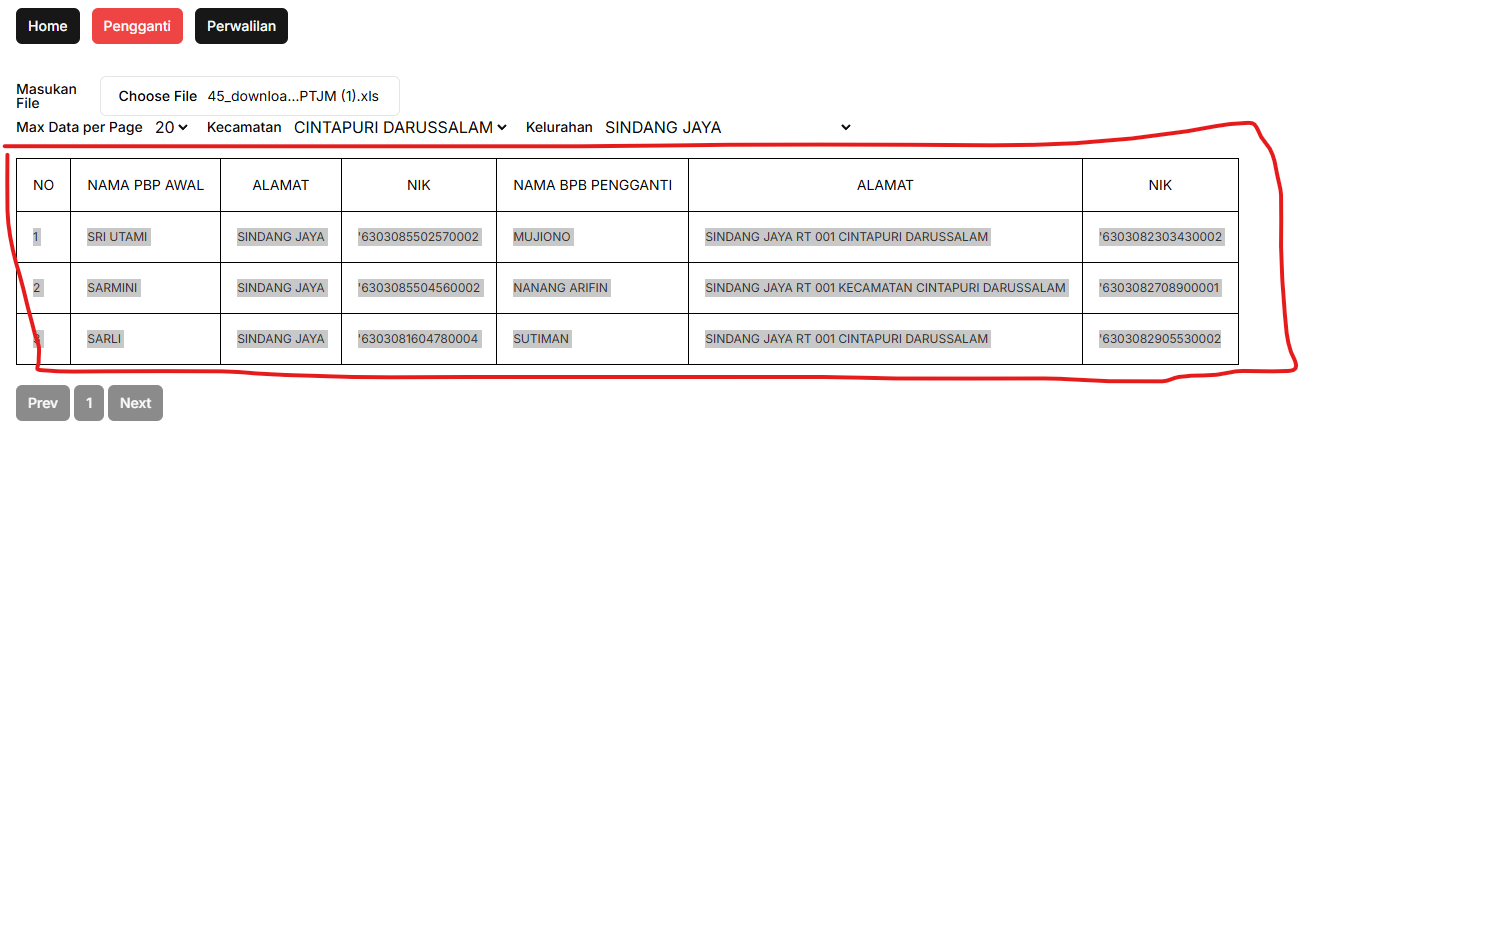 Home Pengganti Perwalilan
Masukan File Choose File 45_downloa...PTJM (1).xls
Max Data per Page 20 Kecamatan CINTAPURI DARUSSALAM Kelurahan SINDANG JAYA
NO NAMA PBP AWAL ALAMAT NIK NAMA BPB PENGGANTI ALAMAT NIK
1 SRI UTAMI SINDANG JAYA '6303085502570002 MUJIONO SINDANG JAYA RT 001 CINTAPURI DARUSSALAM '6303082303430002
2 SARMINI SINDANG JAYA '6303085504560002 NANANG ARIFIN SINDANG JAYA RT 001 KECAMATAN CINTAPURI DARUSSALAM '6303082708900001
3 SARLI SINDANG JAYA '6303081604780004 SUTIMAN SINDANG JAYA RT 001 CINTAPURI DARUSSALAM '6303082905530002
Prev 1 Next